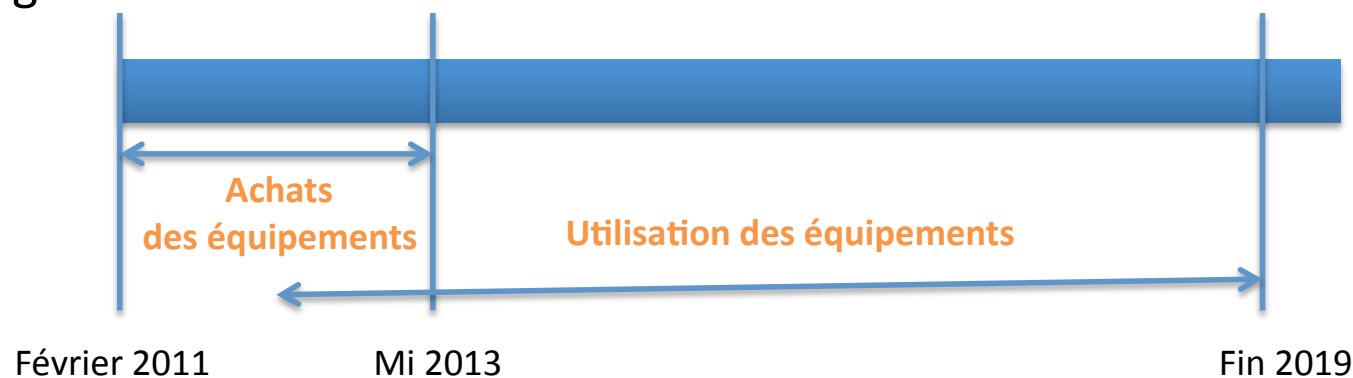 Achats
des équipements
Utilisation des équipements
Février 2011
Mi 2013
Fin 2019